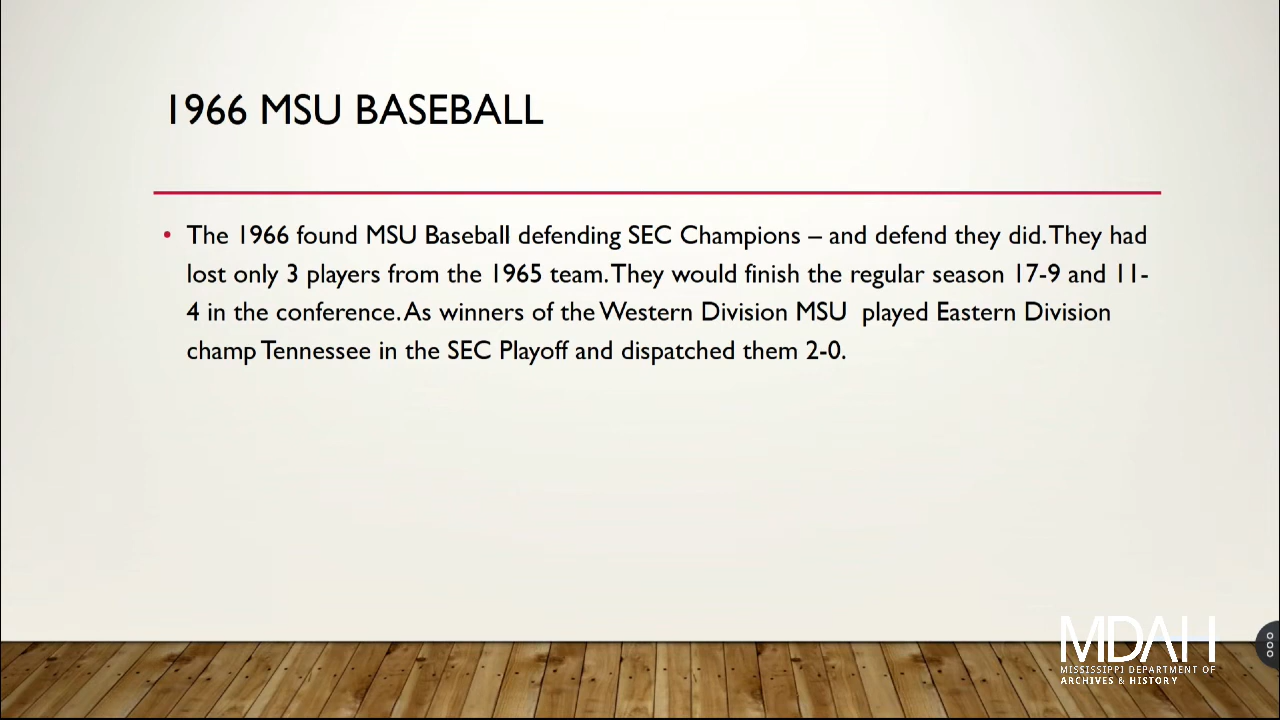 1966 MSU BASEBALL
• The 1966 found MSU Baseball defending SEC Champions – and defend they did. They had
lost only 3 players from the 1965 team. They would finish the regular season 17-9 and 11-
4 in the conference. As winners of the Western Division MSU  played Eastern Division
champ Tennessee in the SEC Playoff and dispatched them 2-0.
MDAH
MISSISSIPPI DEPARTMENT OF
ARCHIVES & HISTORY